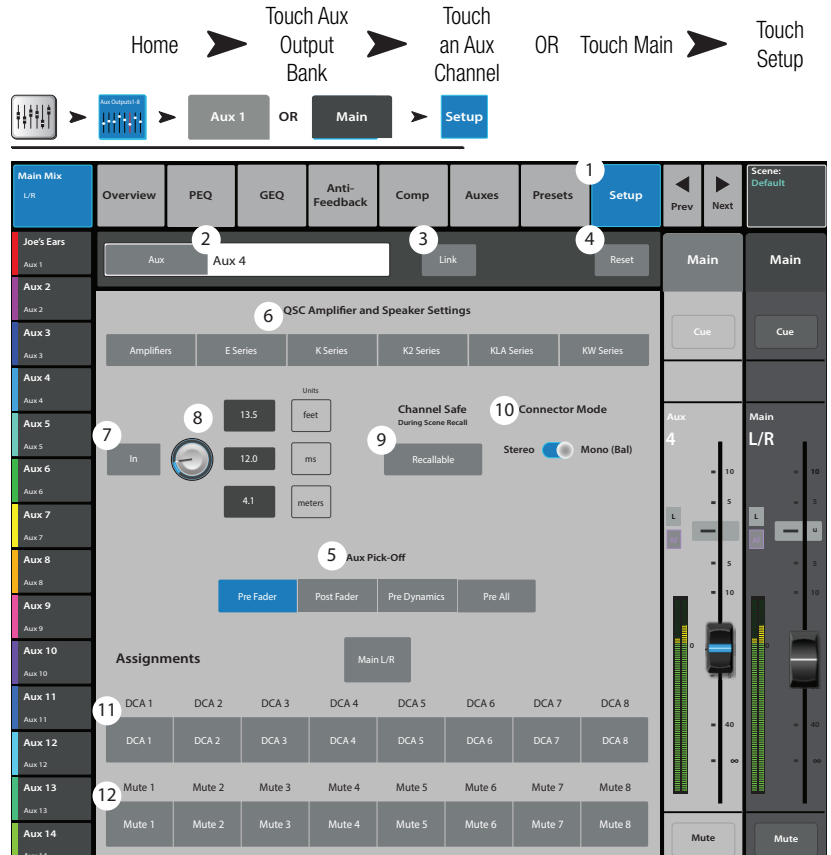 Home
Touch Aux
Output
Bank
Touch
an Aux
Channel
OR
Touch Main
Touch
Setup
Aux Outputs1-8
Aux 1
OR
Main
Setup
Main Mix
L/R
Overview
PEQ
GEQ
Anti-
Feedback
Comp
Auxes
Presets
1
Setup
Prev
Next
Scene:
Default
Joe's Ears
Aux 1
Aux 2
Aux 2
Aux 3
Aux 3
Aux 4
Aux 4
Aux 5
Aux 5
Aux 6
Aux 6
Aux 7
Aux 7
Aux 8
Aux 8
Aux 9
Aux 9
Aux 10
Aux 10
Aux 11
Aux 11
Aux 12
Aux 12
Aux 13
Aux 13
Aux 14
2
3
4
Aux
Aux 4
Link
Reset
6
QSC Amplifier and Speaker Settings
Amplifiers
E Series
K Series
K2 Series
KLA Series
KW Series
7
In
8
Units
13.5
feet
12.0
ms
4.1
meters
Channel Safe
During Scene Recall
9
Recallable
10
Connector Mode
Stereo
Mono (Bal)
5
Aux Pick-Off
Pre Fader
Post Fader
Pre Dynamics
Pre All
Assignments
Main L/R
11
DCA 1 DCA 2 DCA 3 DCA 4 DCA 5 DCA 6 DCA 7 DCA 8
DCA 1 DCA 2 DCA 3 DCA 4 DCA 5 DCA 6 DCA 7 DCA 8
12
Mute 1 Mute 2 Mute 3 Mute 4 Mute 5 Mute 6 Mute 7 Mute 8
Mute 1 Mute 2 Mute 3 Mute 4 Mute 5 Mute 6 Mute 7 Mute 8
Main
Cue
Aux
4
10
5
L
5
10
0
40
∞
Mute
Main
Cue
Main
L/R
10
5
L
u
5
10
0
40
∞
Mute